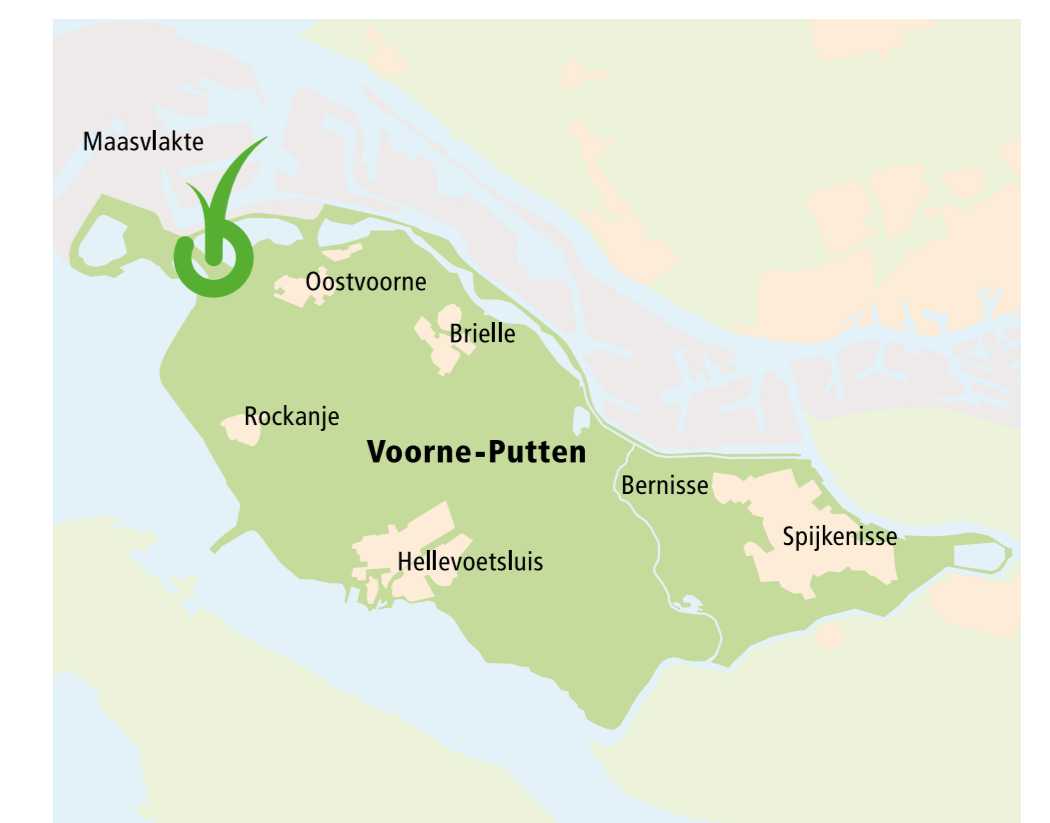 Maasvlakte
Oostvoorne
Brielle
Rockanje
Voorne-Putten
Bernisse
Spijkenisse
Hellevoetsluis